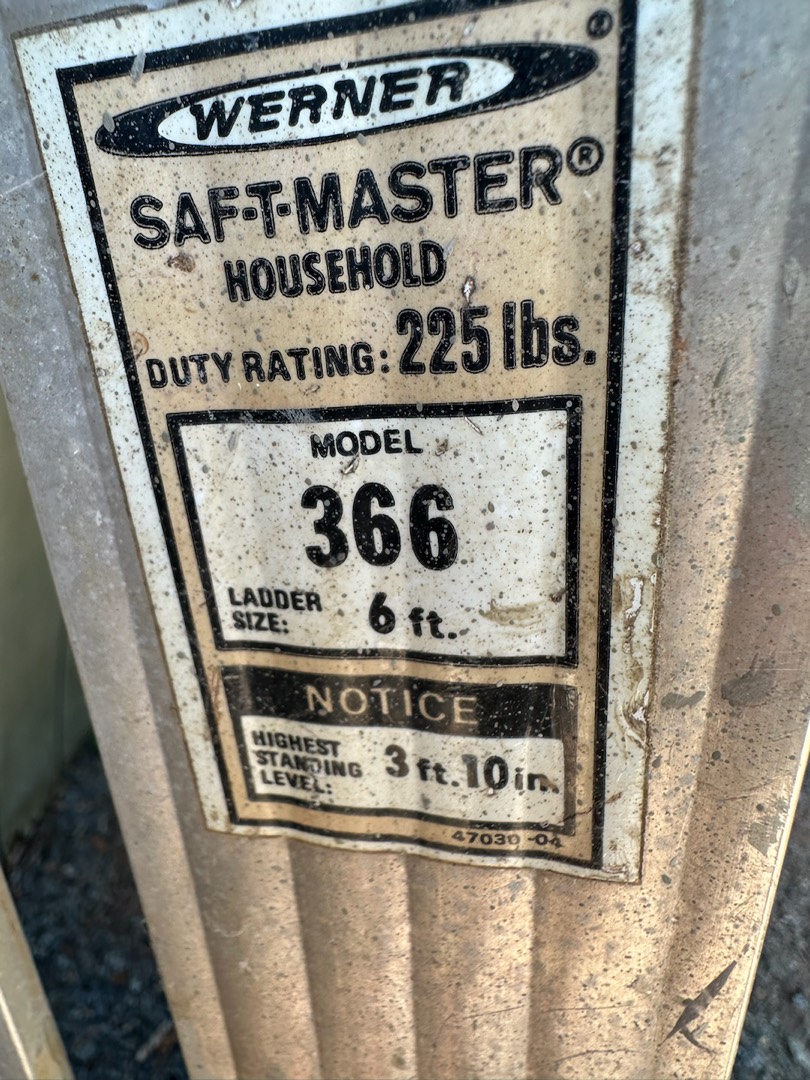 ®
WERNER
SAF-T-MASTER®
HOUSEHOLD
DUTY RATING: 225 lbs.
MODEL
366
LADDER
SIZE: 6 ft.
NOTICE
HIGHEST
STANDING
LEVEL: 3 ft. 10 in.
47030-04